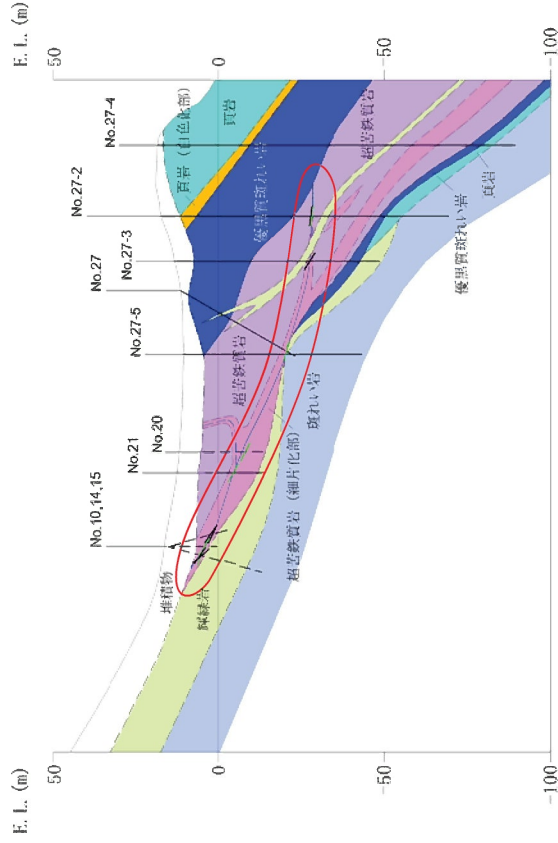 E. L. (m)
E. L. (m)
50
50
0
0
-50
-50
-100
-100
No.10,14,15
No.21
No.20
No.27-5
No.27
No.27-3
No.27-2
No.27-4
堆積物
輝緑岩
超苦鉄質岩
超苦鉄質岩（細片化部）
斑れい岩
頁岩（白色化部）
頁岩
優黒質斑れい岩
超苦鉄質岩
優黒質斑れい岩
頁岩